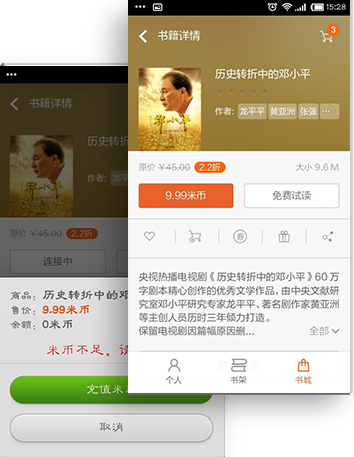 15:28
书籍详情
3
历史转折中的邓小平
作者: 龙平平 黄亚洲 张强 ...
邓小平
原价 ¥45.00 2.2折 大小 9.6 M
9.99米币 免费试读
券
央视热播电视剧《历史转折中的邓小平》60万
字剧本精心创作的优秀文学作品,由中央文献
研究室邓小平研究专家龙平平、著名剧作家黄亚洲
等主创人员历时三年倾力打造。
保留电视剧因篇幅原因删... 全部
个人 书架 书城
书籍详情
历史转折
作者:
邓小平
原价 ¥45.00 2.2折
连接中
商品: 历史转折中的邓
售价: 9.99米币
余额: 0米币
米币不足,请
充值米
取消